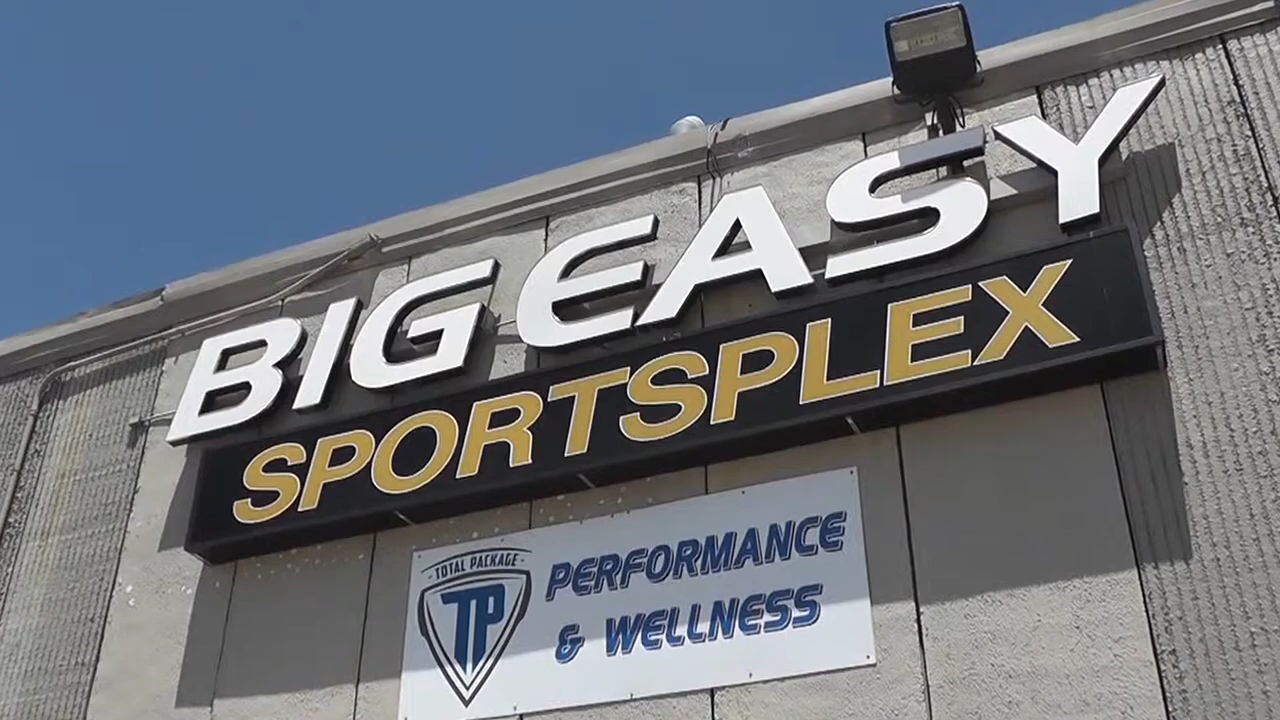 BIG EASY
SPORTSPLEX
TOTAL PACKAGE
TP
PERFORMANCE
& WELLNESS